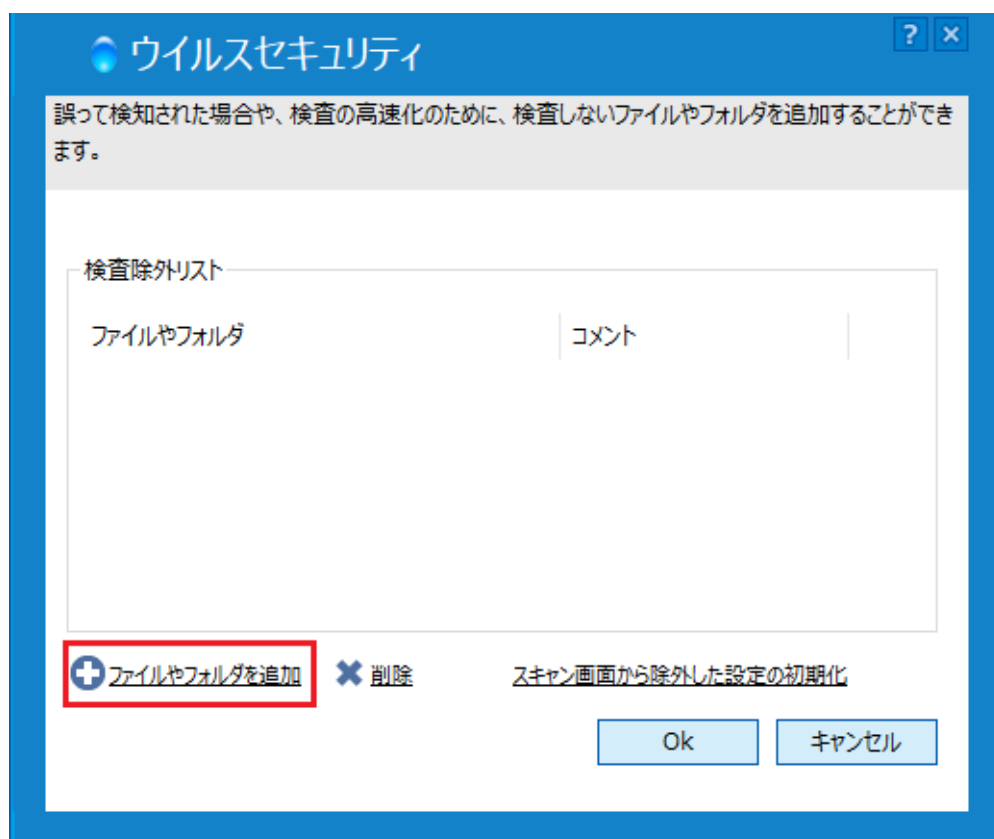 ウイルスセキュリティ
? ×
誤って検知された場合や、検査の高速化のために、検査しないファイルやフォルダを追加することができ
ます。
検査除外リスト
ファイルやフォルダ コメント
ファイルやフォルダを追加 削除 スキャン画面から除外した設定の初期化
Ok キャンセル